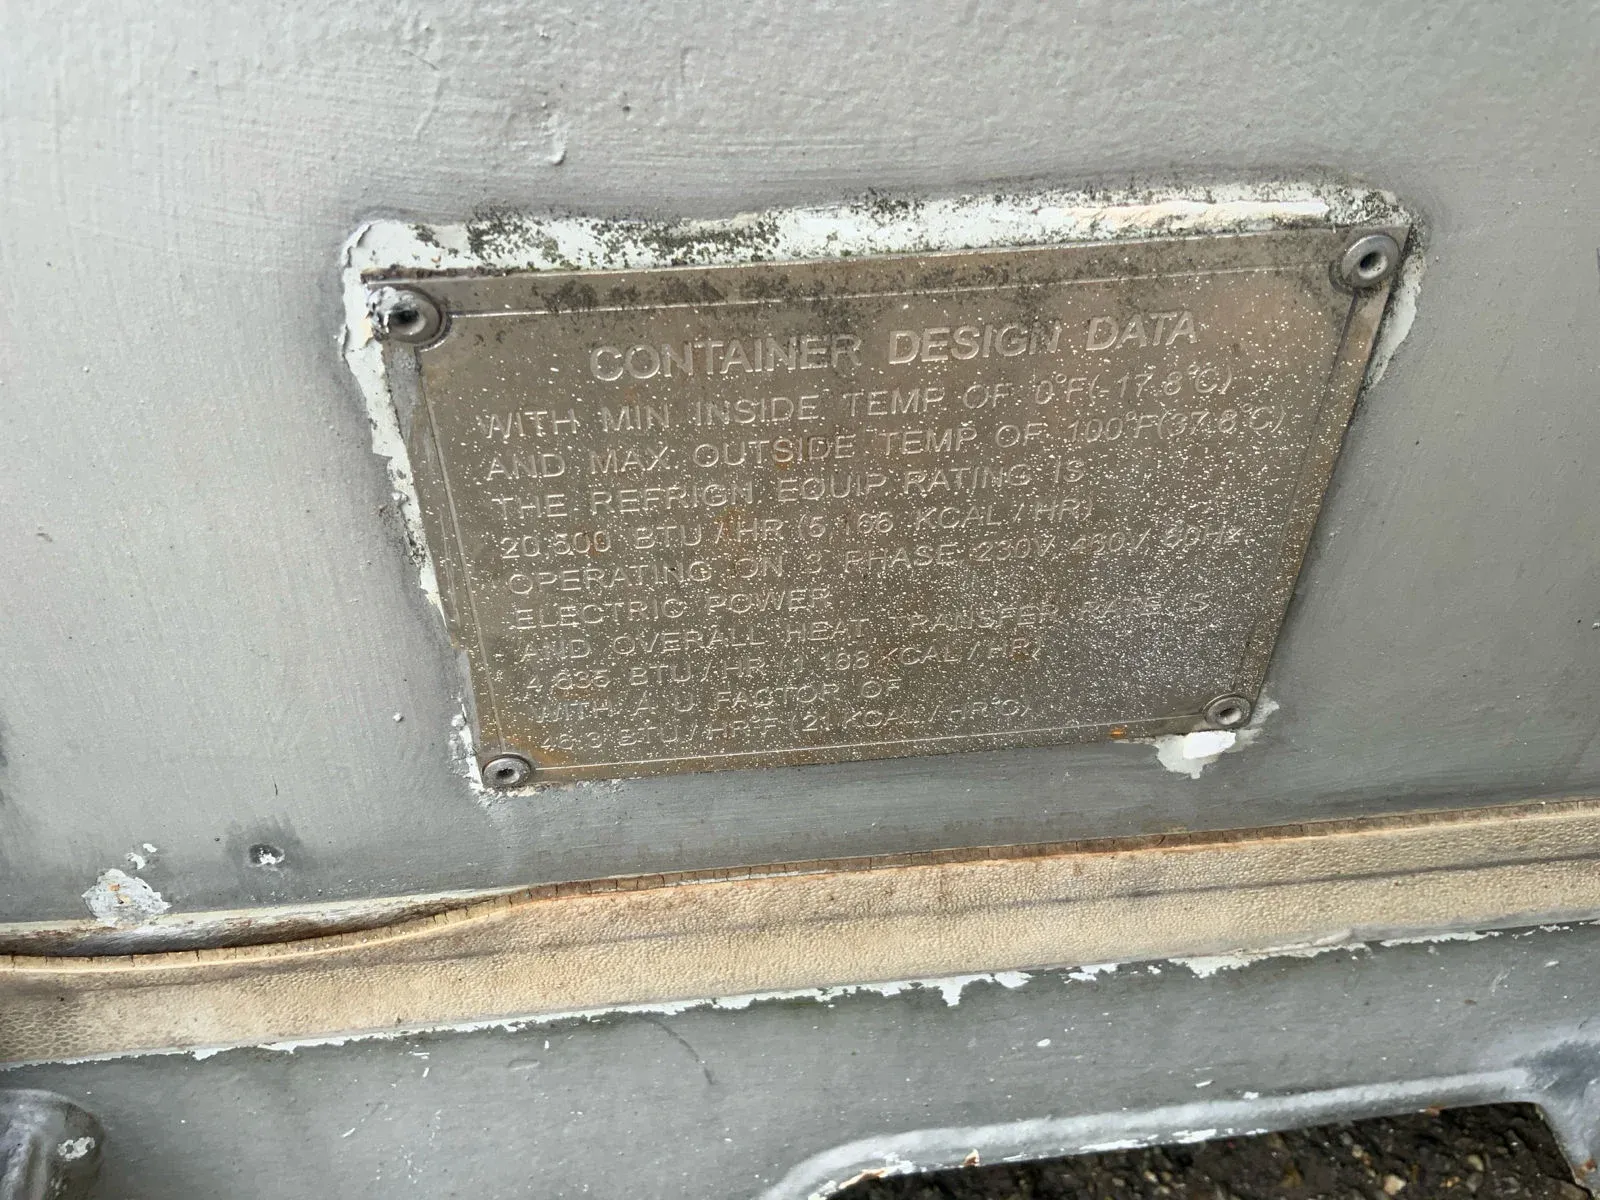 CONTAINER DESIGN DATA
WITH MIN INSIDE TEMP OF 0°F(-17.8°C)
AND MAX OUTSIDE TEMP OF 100°F(37.8°C)
THE REFRIGN EQUIP RATING IS
20,500 BTU/HR (5,166 KCAL/HR)
OPERATING ON 3 PHASE 230V, 460V, 60Hz
ELECTRIC POWER
AND OVERALL HEAT TRANSFER RATE IS
4,635 BTU/HR (1,168 KCAL/HR)
WITH A U FACTOR OF
46.3 BTU/HR°F (21 KCAL/HR°C)